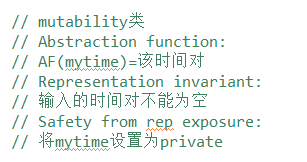 // mutability类
// Abstraction function:
// AF(mytime)=该时间对
// Representation invariant:
// 输入的时间对不能为空
// Safety from rep exposure:
// 将mytime设置为private